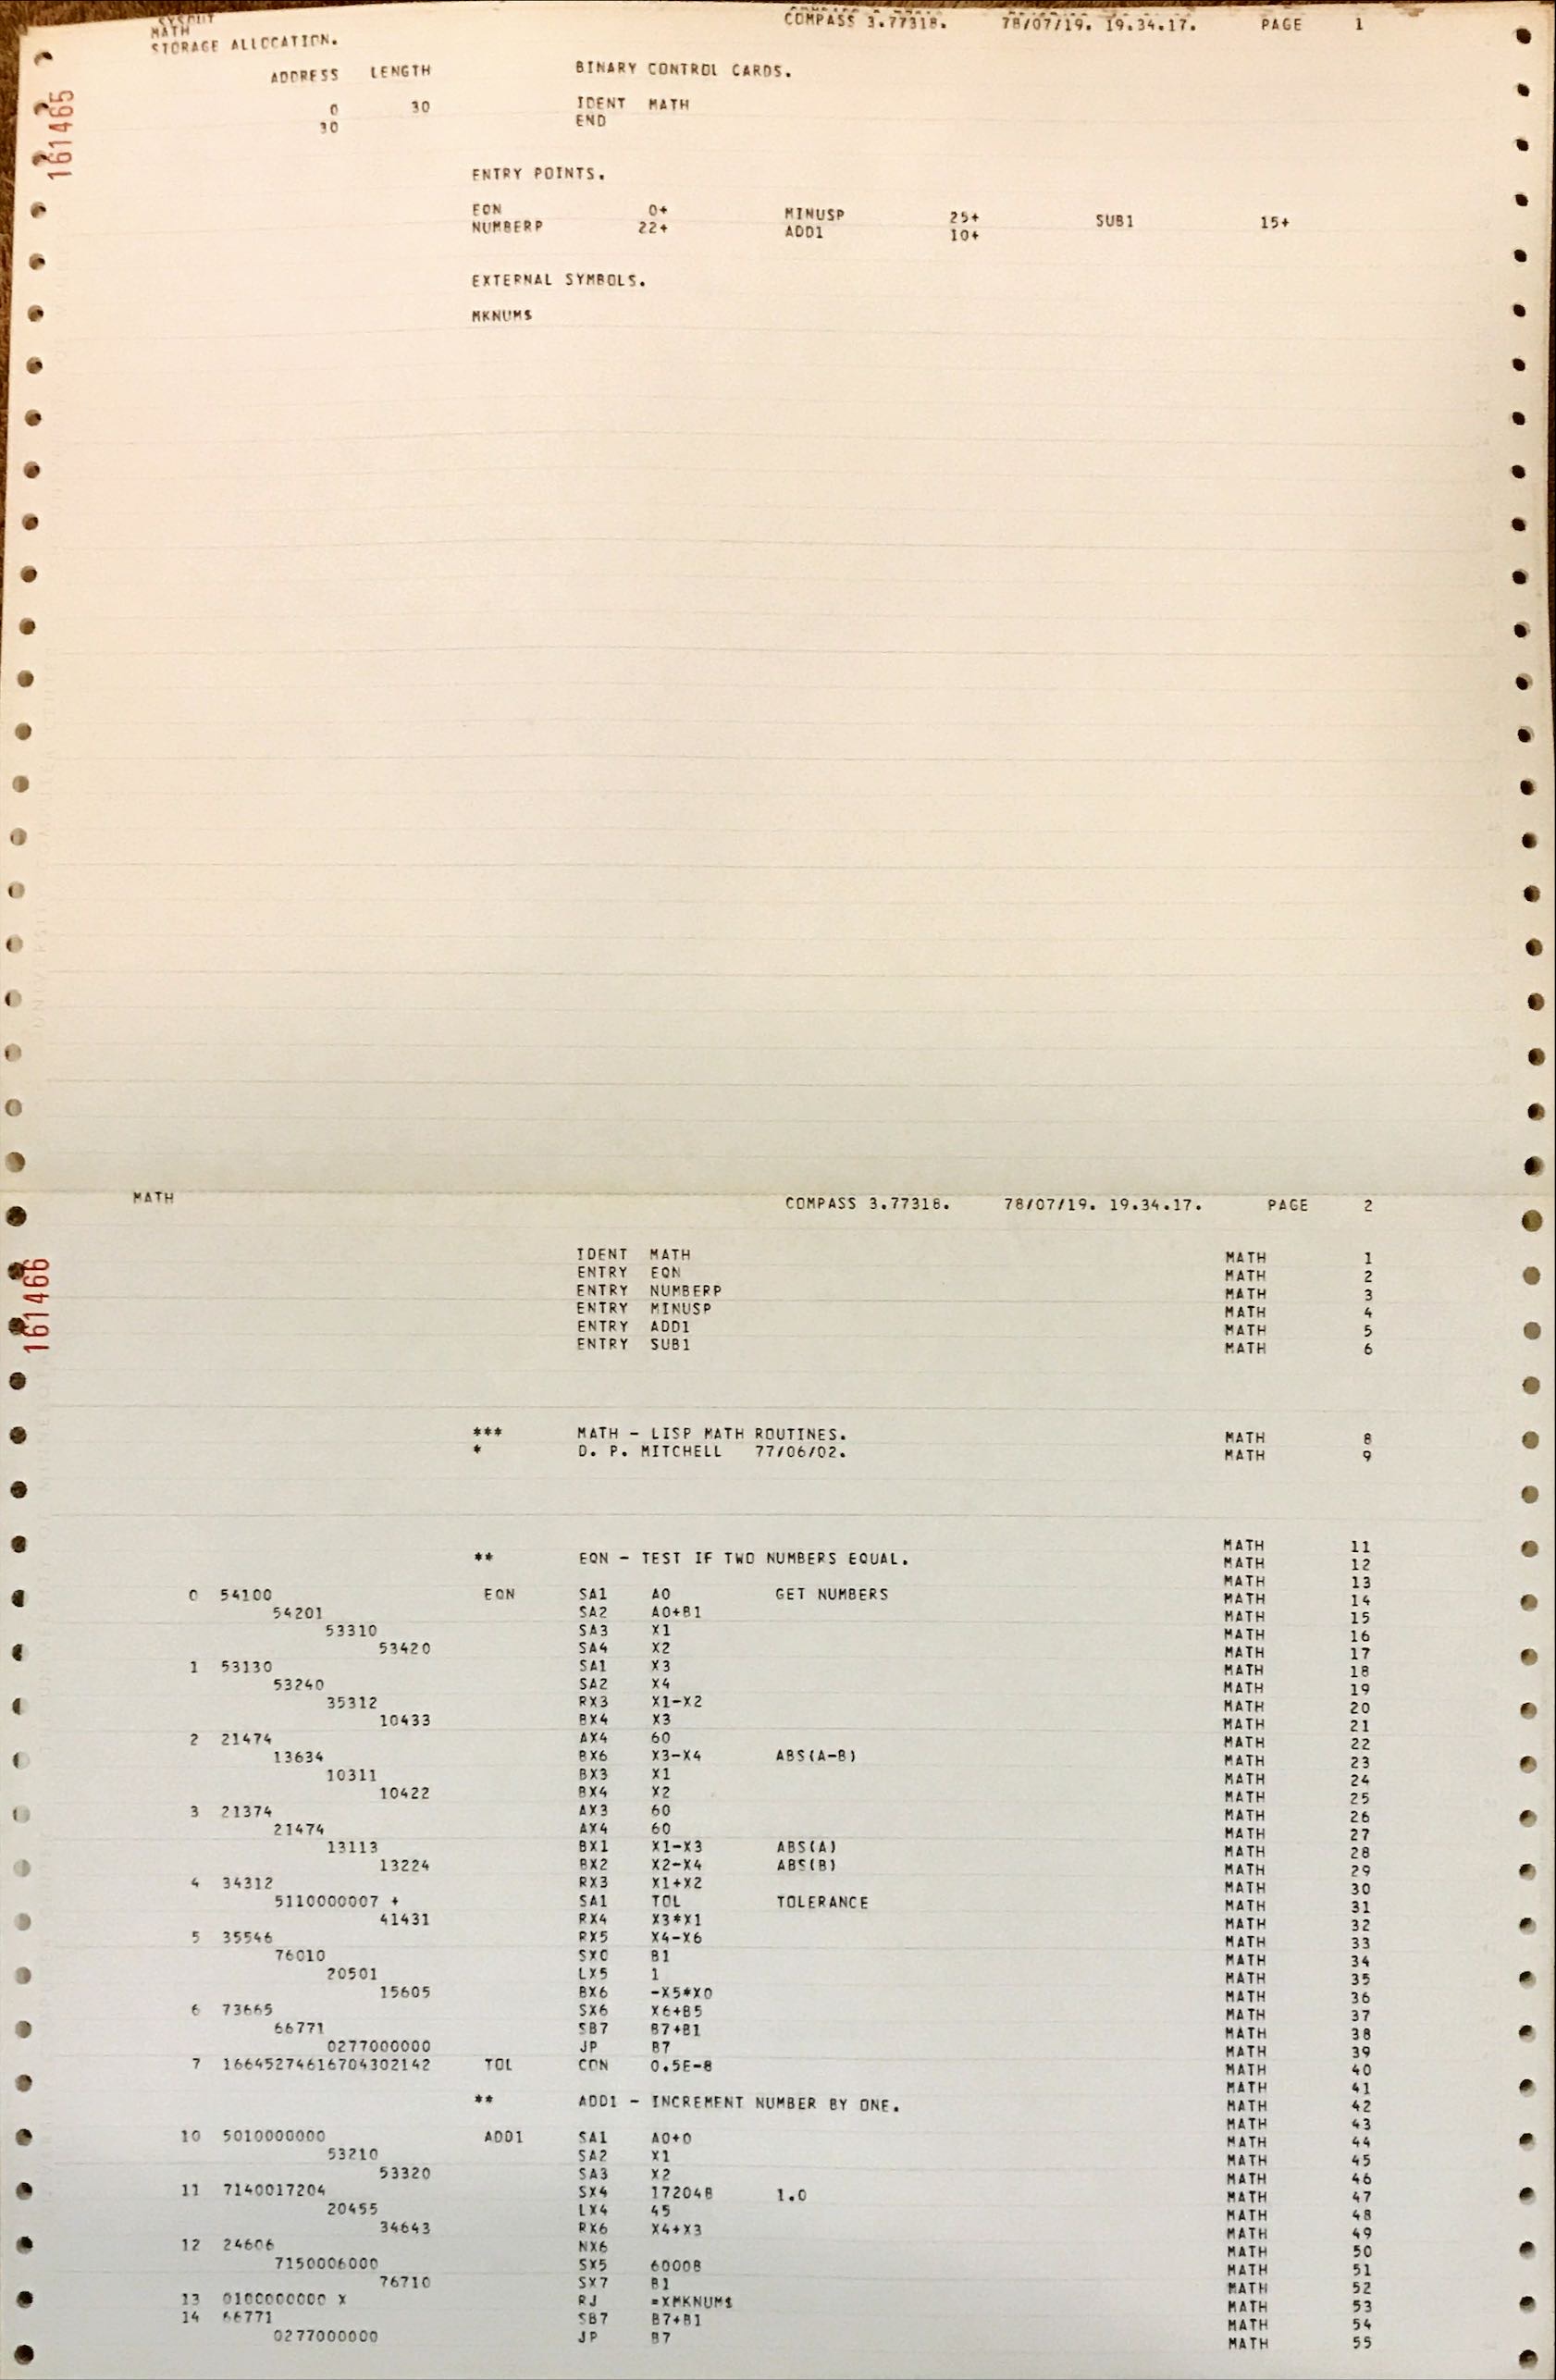 SYSOUT
MATH COMPASS 3.77318. 78/07/19. 19.34.17. PAGE 1
STORAGE ALLOCATION.
ADDRESS LENGTH BINARY CONTROL CARDS.
0 30 IDENT MATH
30 END
161465
ENTRY POINTS.
EQN 0+ MINUSP 25+ SUB1 15+
NUMBERP 22+ ADD1 10+
EXTERNAL SYMBOLS.
MKNUM$
MATH COMPASS 3.77318. 78/07/19. 19.34.17. PAGE 2
161466
IDENT MATH MATH 1
ENTRY EQN MATH 2
ENTRY NUMBERP MATH 3
ENTRY MINUSP MATH 4
ENTRY ADD1 MATH 5
ENTRY SUB1 MATH 6
*** MATH - LISP MATH ROUTINES. MATH 8
* D. P. MITCHELL 77/06/02. MATH 9
MATH 11
** EQN - TEST IF TWO NUMBERS EQUAL. MATH 12
MATH 13
0 54100 EQN SA1 A0 GET NUMBERS MATH 14
54201 SA2 A0+B1 MATH 15
53310 SA3 X1 MATH 16
53420 SA4 X2 MATH 17
1 53130 SA1 X3 MATH 18
53240 SA2 X4 MATH 19
35312 RX3 X1-X2 MATH 20
10433 BX4 X3 MATH 21
2 21474 AX4 60 MATH 22
13634 BX6 X3-X4 ABS(A-B) MATH 23
10311 BX3 X1 MATH 24
10422 BX4 X2 MATH 25
3 21374 AX3 60 MATH 26
21474 AX4 60 MATH 27
13113 BX1 X1-X3 ABS(A) MATH 28
13224 BX2 X2-X4 ABS(B) MATH 29
4 34312 RX3 X1+X2 MATH 30
5110000007 + SA1 TOL TOLERANCE MATH 31
41431 RX4 X3*X1 MATH 32
5 35546 RX5 X4-X6 MATH 33
76010 SX0 B1 MATH 34
20501 LX5 1 MATH 35
15605 BX6 -X5*X0 MATH 36
6 73665 SX6 X6+B5 MATH 37
66771 SB7 B7+B1 MATH 38
0277000000 JP B7 MATH 39
7 16645274616704302142 TOL CON 0.5E-8 MATH 40
MATH 41
** ADD1 - INCREMENT NUMBER BY ONE. MATH 42
MATH 43
10 5010000000 ADD1 SA1 A0+0 MATH 44
53210 SA2 X1 MATH 45
53320 SA3 X2 MATH 46
11 7140017204 SX4 17204B 1.0 MATH 47
20455 LX4 45 MATH 48
34643 RX6 X4+X3 MATH 49
12 24606 NX6 MATH 50
7150006000 SX5 6000B MATH 51
76710 SX7 B1 MATH 52
13 0100000000 X RJ =XMKNUM$ MATH 53
14 66771 SB7 B7+B1 MATH 54
0277000000 JP B7 MATH 55